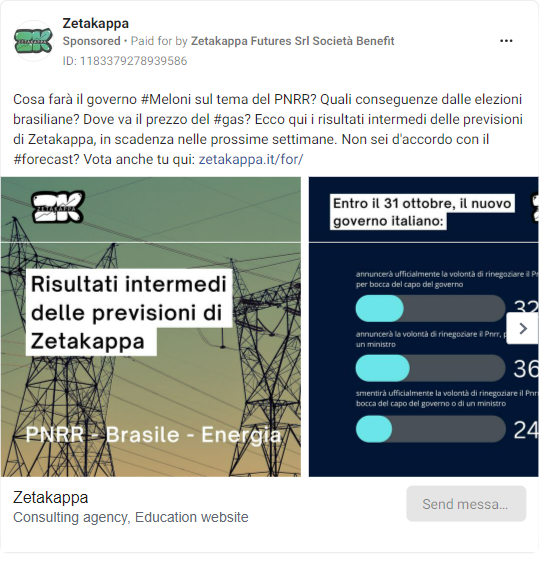 Zetakappa
Sponsored • Paid for by Zetakappa Futures Srl Società Benefit
ID: 1183379278939586
Cosa farà il governo #Meloni sul tema del PNRR? Quali conseguenze dalle elezioni
brasiliane? Dove va il prezzo del #gas? Ecco qui i risultati intermedi delle previsioni
di Zetakappa, in scadenza nelle prossime settimane. Non sei d'accordo con il
#forecast? Vota anche tu qui: zetakappa.it/for/
ZK
ZETAKAPPA
Risultati intermedi
delle previsioni di
Zetakappa
PNRR - Brasile - Energia
Entro il 31 ottobre, il nuovo
governo italiano:
annuncerà ufficialmente la volontà di rinegoziare il
per bocca del capo del governo
32
annuncerà la volontà di rinegoziare il Pnrr,
un ministro
36
smentirà ufficialmente la volontà di rinegoziare il Pnrr
bocca del capo del governo o di un ministro
24
Zetakappa
Consulting agency, Education website
Send messa...